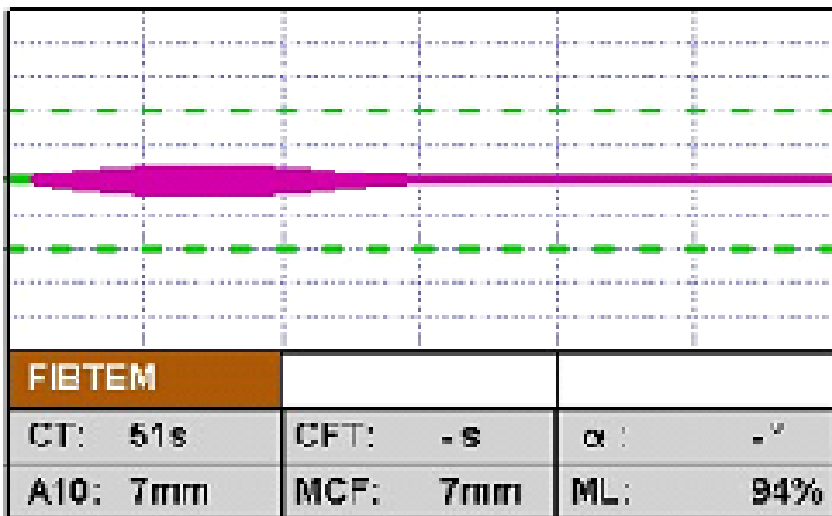 FIBTEM
CT: 51s CFT: - s α : - °
A10: 7mm MCF: 7mm ML: 94%